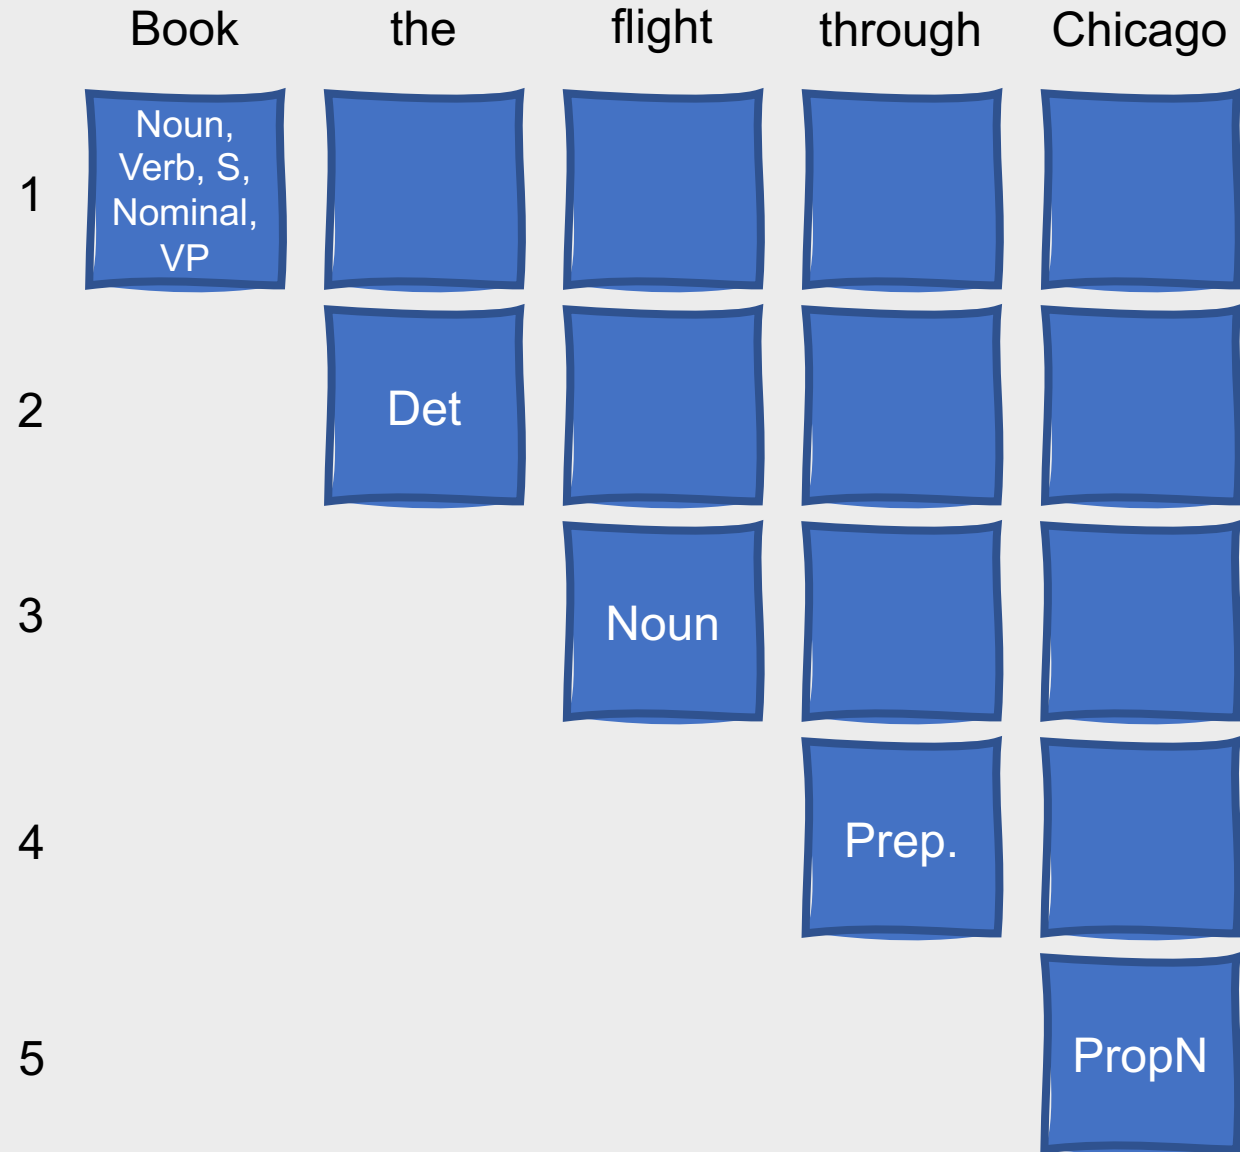 Book the flight through Chicago
1
Noun,
Verb, S,
Nominal,
VP
2
Det
3
Noun
4
Prep.
5
PropN